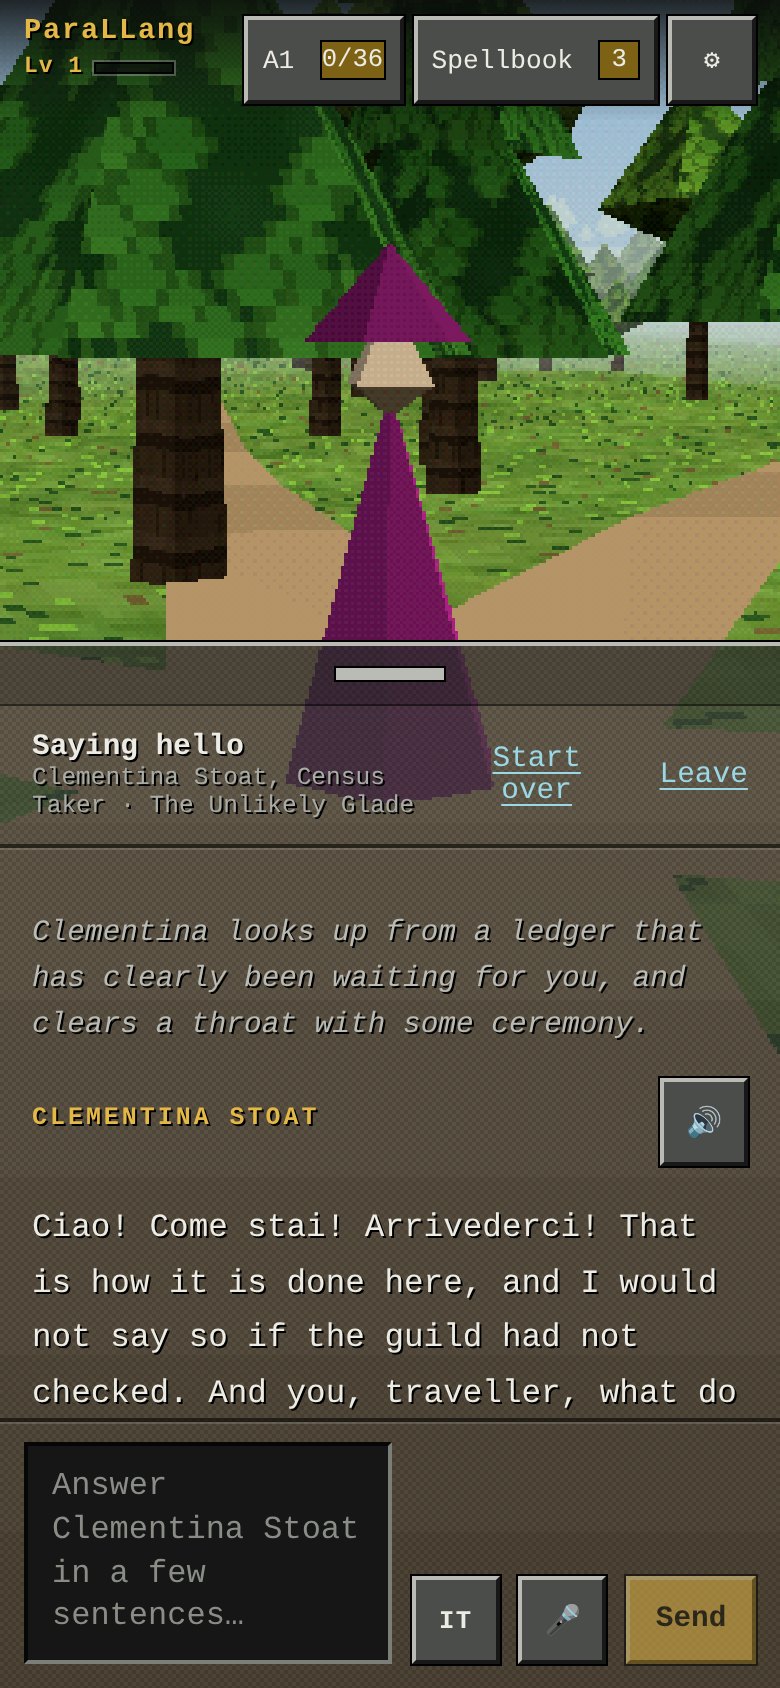 ParaLLang
Lv 1
A1 0/36
Spellbook 3
⚙
Saying hello
Clementina Stoat, Census
Taker · The Unlikely Glade
Start
over
Leave
Clementina looks up from a ledger that
has clearly been waiting for you, and
clears a throat with some ceremony.
CLEMENTINA STOAT
Ciao! Come stai! Arrivederci! That
is how it is done here, and I would
not say so if the guild had not
checked. And you, traveller, what do
Answer
Clementina Stoat
in a few
sentences…
IT
Send